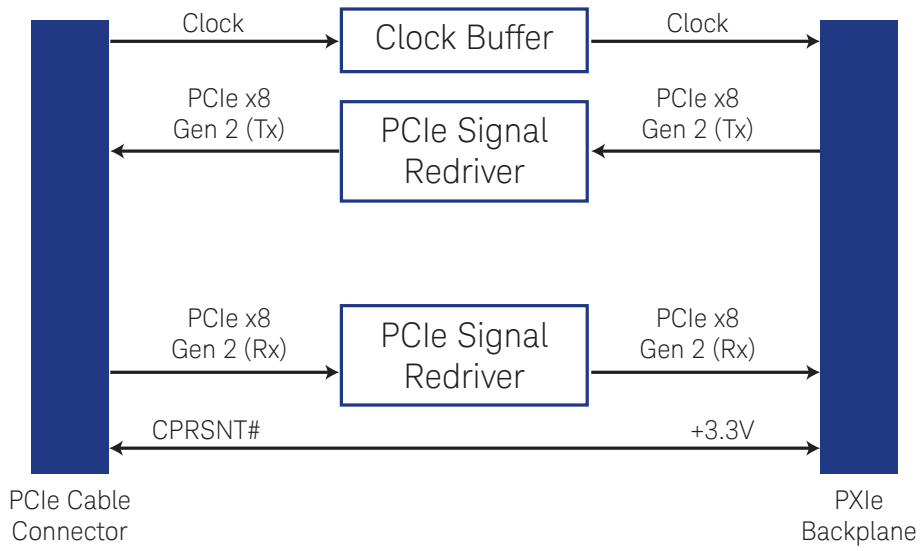 Clock
Clock Buffer
Clock
PCIe x8
Gen 2 (Tx)
PCIe Signal
Redriver
PCIe x8
Gen 2 (Tx)
PCIe x8
Gen 2 (Rx)
PCIe Signal
Redriver
PCIe x8
Gen 2 (Rx)
CPRSNT#
+3.3V
PCIe Cable
Connector
PXIe
Backplane